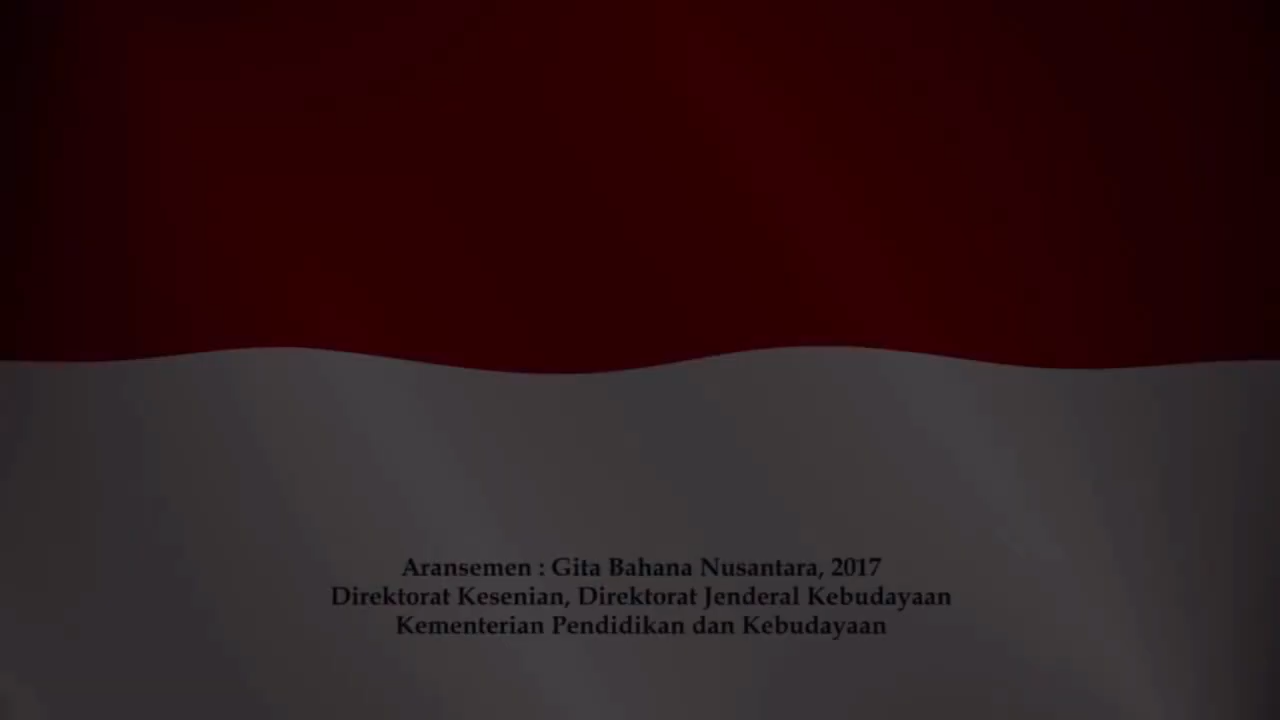 Aransemen : Gita Bahana Nusantara, 2017
Direktorat Kesenian, Direktorat Jenderal Kebudayaan
Kementerian Pendidikan dan Kebudayaan